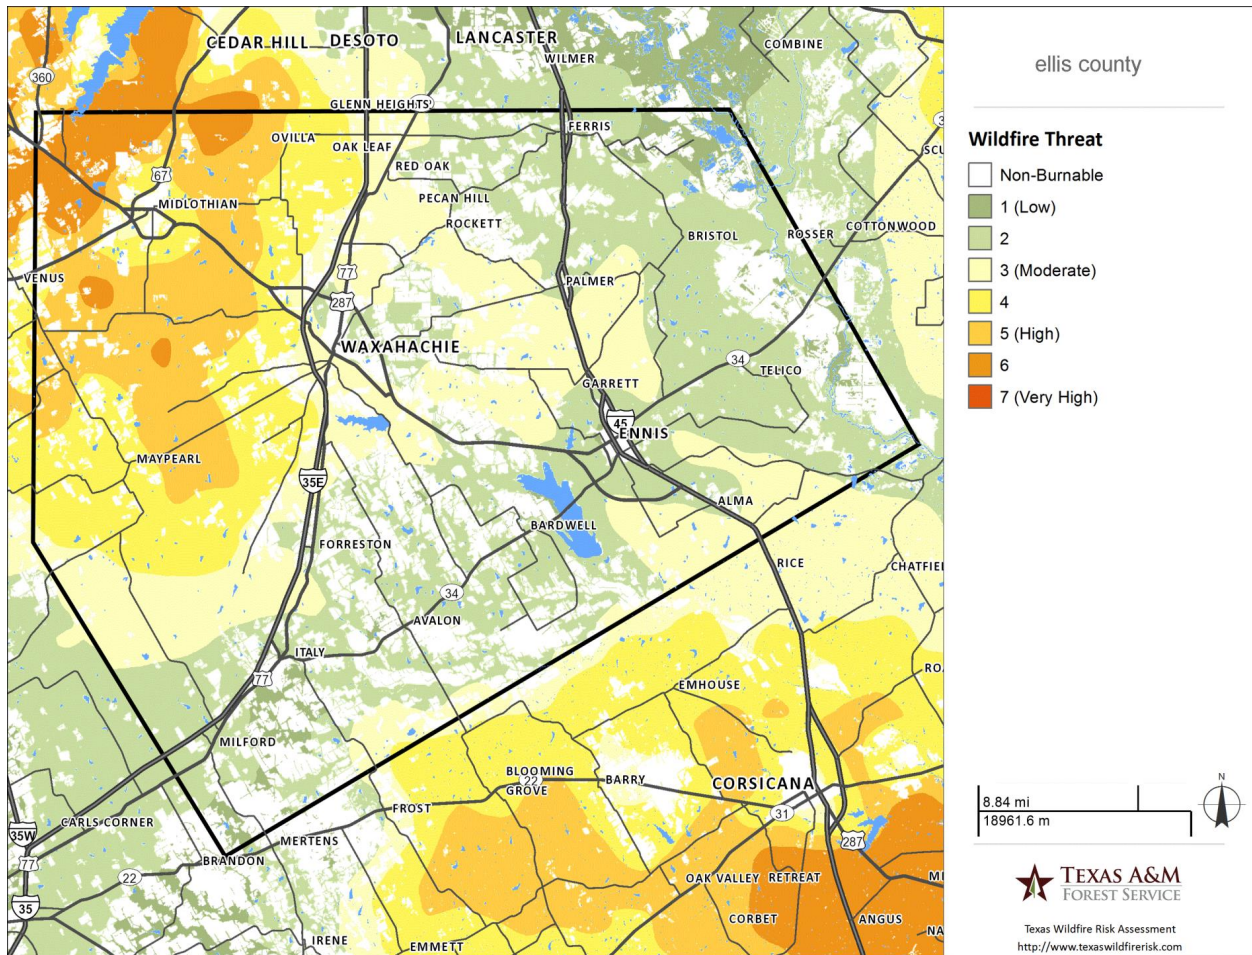 CEDAR HILL
DESOTO
LANCASTER
COMBINE
WILMER
360
GLENN HEIGHTS
OVILLA
OAK LEAF
FERRIS
RED OAK
67
MIDLOTHIAN
PECAN HILL
ROCKETT
BRISTOL
ROSSER
COTTONWOOD
VENUS
77
287
PALMER
WAXAHACHIE
34
TELICO
GARRETT
45
ENNIS
MAYPEARL
35E
ALMA
BARDWELL
FORRESTON
RICE
34
AVALON
ITALY
77
EMHOUSE
MILFORD
BLOOMING
GROVE
22
BARRY
CORSICANA
FROST
31
CARLS CORNER
35W
77
MERTENS
BRANDON
287
22
OAK VALLEY
RETREAT
35
CORBET
ANGUS
IRENE
EMMETT
ellis county
Wildfire Threat
Non-Burnable
1 (Low)
2
3 (Moderate)
4
5 (High)
6
7 (Very High)
N
8.84 mi
18961.6 m
TEXAS A&M
FOREST SERVICE
Texas Wildfire Risk Assessment
http://www.texaswildfirerisk.com